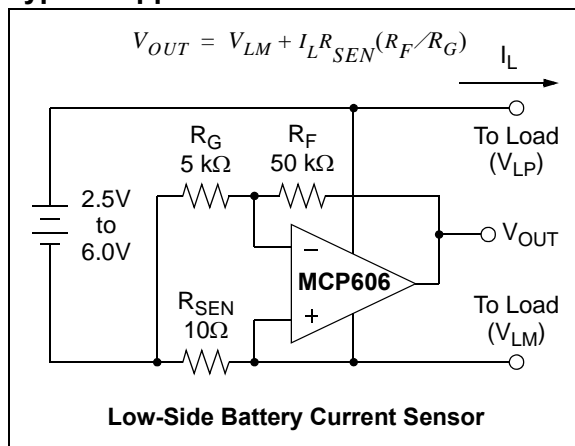 V_OUT = V_LM + I_L R_SEN (R_F/R_G)
I_L
R_G
5 kΩ
R_F
50 kΩ
To Load
(V_LP)
2.5V
to
6.0V
−
MCP606
+
V_OUT
R_SEN
10Ω
To Load
(V_LM)
Low-Side Battery Current Sensor